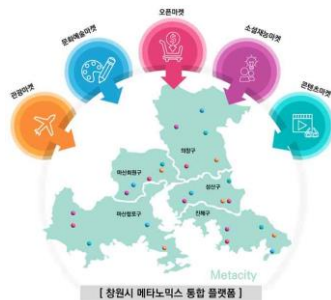 오픈마켓
문화예술마켓
소셜재능마켓
관광마켓
콘텐츠마켓
의창구
마산회원구
성산구
마산합포구
진해구
Metacity
[ 창원시 메타노믹스 통합 플랫폼 ]